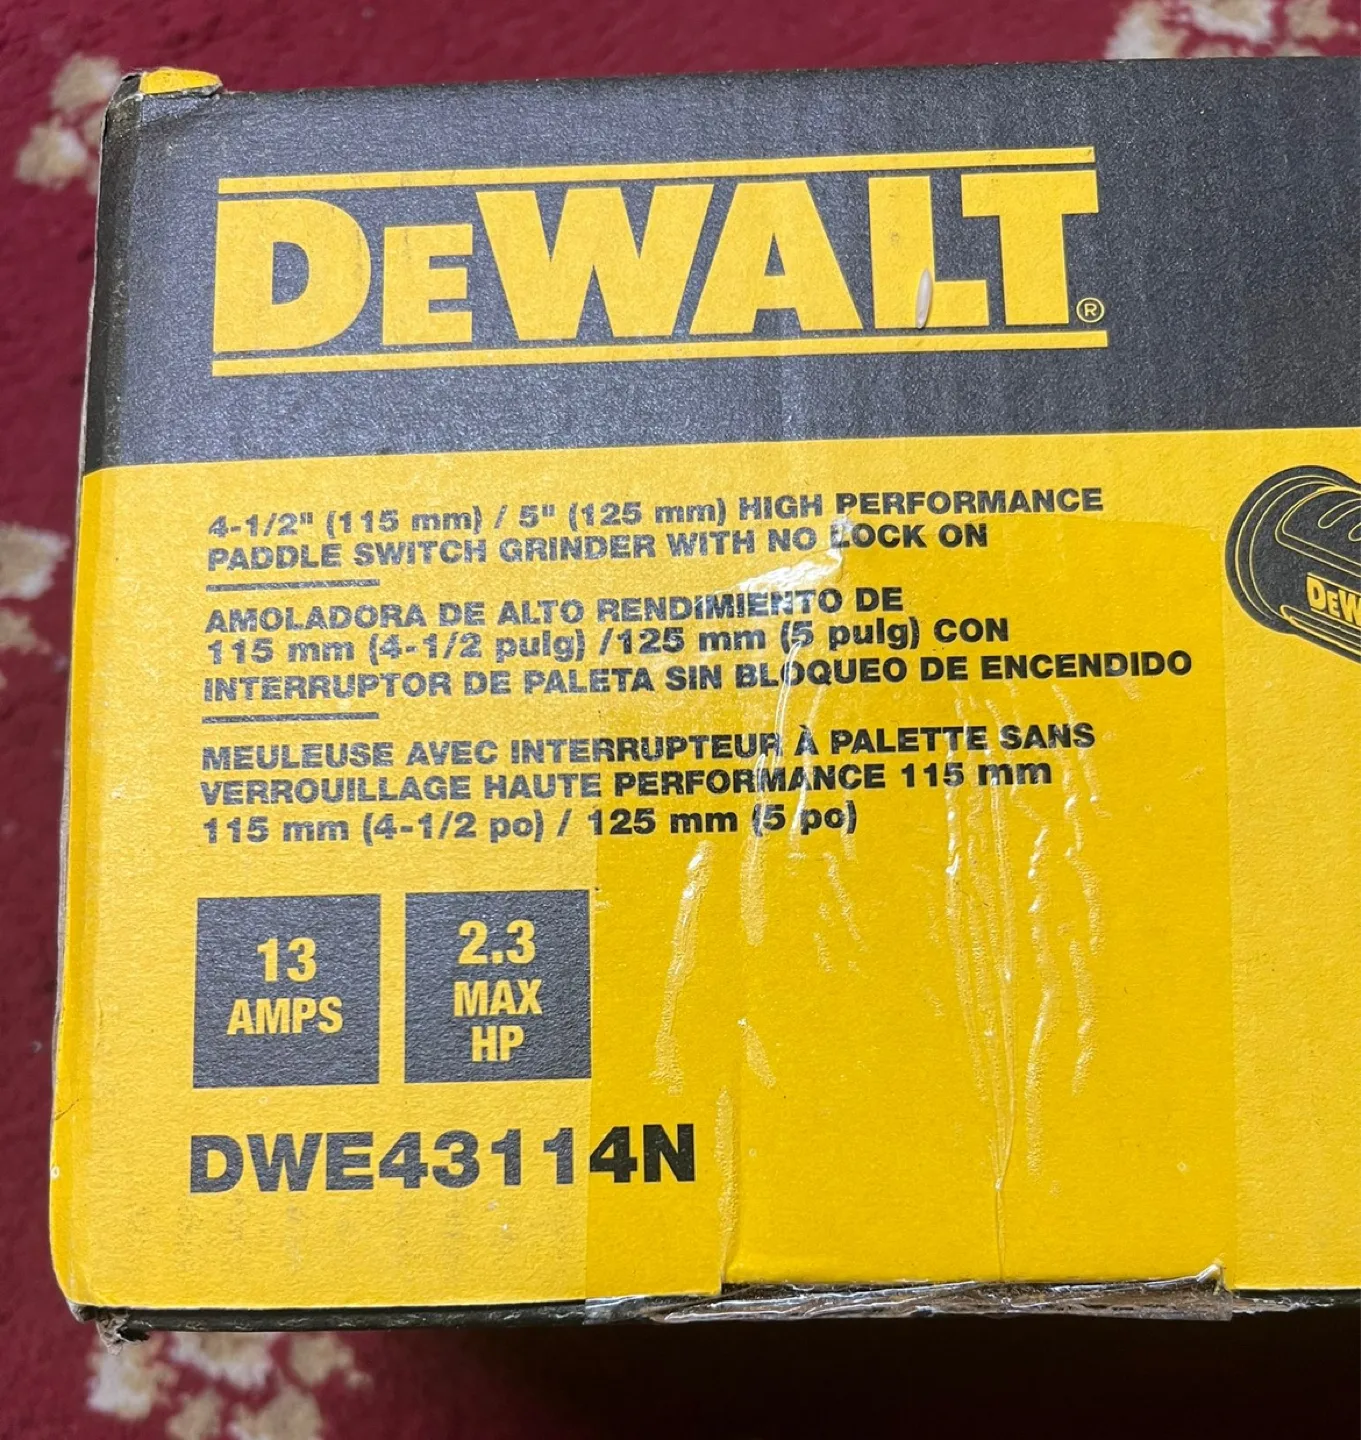 DEWALT®
4-1/2" (115 mm) / 5" (125 mm) HIGH PERFORMANCE
PADDLE SWITCH GRINDER WITH NO LOCK ON
AMOLADORA DE ALTO RENDIMIENTO DE
115 mm (4-1/2 pulg) /125 mm (5 pulg) CON
INTERRUPTOR DE PALETA SIN BLOQUEO DE ENCENDIDO
MEULEUSE AVEC INTERRUPTEUR À PALETTE SANS
VERROUILLAGE HAUTE PERFORMANCE 115 mm
115 mm (4-1/2 po) / 125 mm (5 po)
13
AMPS
2.3
MAX
HP
DWE43114N
DEW